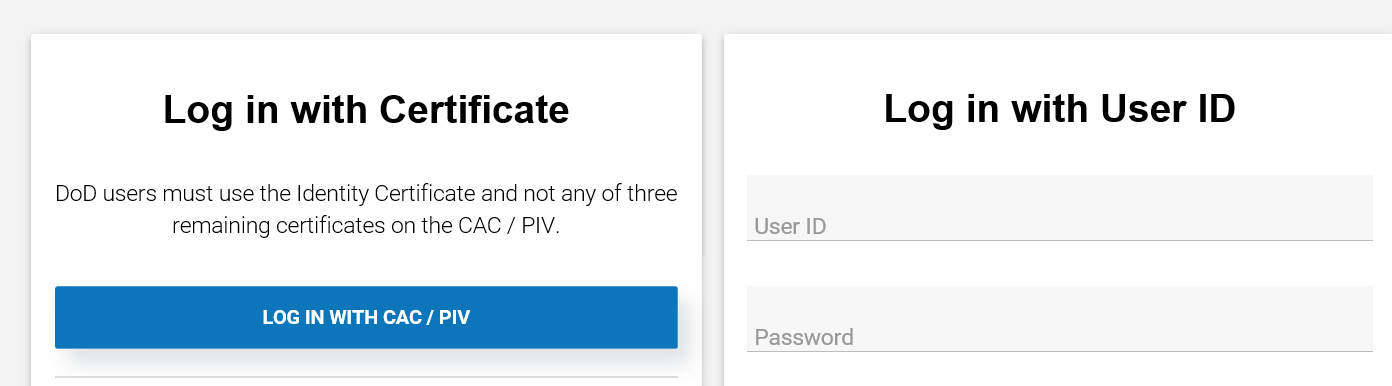 Log in with Certificate
DoD users must use the Identity Certificate and not any of three
remaining certificates on the CAC / PIV.
LOG IN WITH CAC / PIV
Log in with User ID
User ID
Password